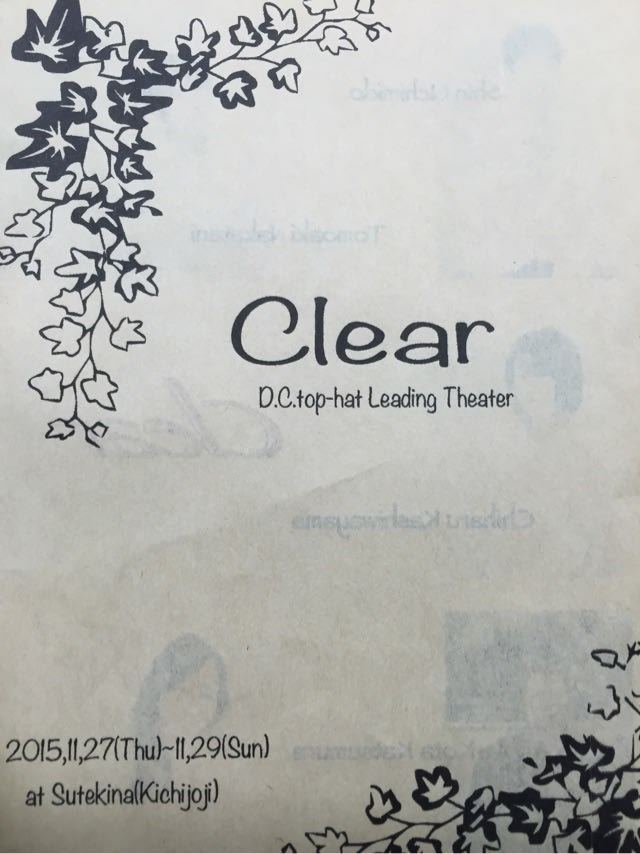 Clear
D.C.top-hat Leading Theater
2015,11,27(Thu)~11,29(Sun)
at Sutekina(Kichijoji)